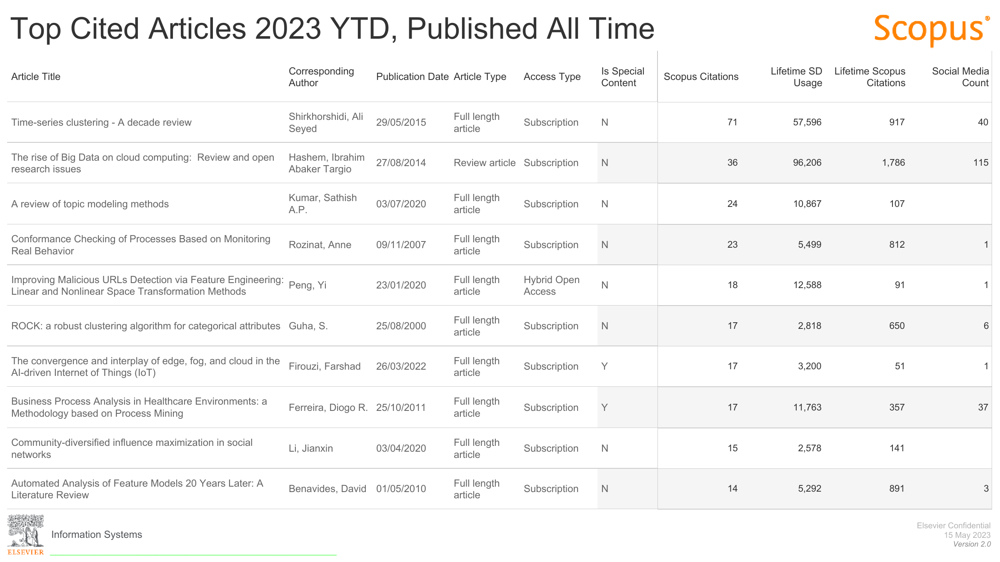 Top Cited Articles 2023 YTD, Published All Time
Scopus®
Article Title
Corresponding
Author
Publication Date
Article Type
Access Type
Is Special
Content
Scopus Citations
Lifetime SD
Usage
Lifetime Scopus
Citations
Social Media
Count
Time-series clustering - A decade review
Shirkhorshidi, Ali
Seyed
29/05/2015
Full length
article
Subscription
N
71
57,596
917
40
The rise of Big Data on cloud computing:  Review and open
research issues
Hashem, Ibrahim
Abaker Targio
27/08/2014
Review article
Subscription
N
36
96,206
1,786
115
A review of topic modeling methods
Kumar, Sathish
A.P.
03/07/2020
Full length
article
Subscription
N
24
10,867
107
Conformance Checking of Processes Based on Monitoring
Real Behavior
Rozinat, Anne
09/11/2007
Full length
article
Subscription
N
23
5,499
812
1
Improving Malicious URLs Detection via Feature Engineering:
Linear and Nonlinear Space Transformation Methods
Peng, Yi
23/01/2020
Full length
article
Hybrid Open
Access
N
18
12,588
91
1
ROCK: a robust clustering algorithm for categorical attributes
Guha, S.
25/08/2000
Full length
article
Subscription
N
17
2,818
650
6
The convergence and interplay of edge, fog, and cloud in the
AI-driven Internet of Things (IoT)
Firouzi, Farshad
26/03/2022
Full length
article
Subscription
Y
17
3,200
51
1
Business Process Analysis in Healthcare Environments: a
Methodology based on Process Mining
Ferreira, Diogo R.
25/10/2011
Full length
article
Subscription
Y
17
11,763
357
37
Community-diversified influence maximization in social
networks
Li, Jianxin
03/04/2020
Full length
article
Subscription
N
15
2,578
141
Automated Analysis of Feature Models 20 Years Later: A
Literature Review
Benavides, David
01/05/2010
Full length
article
Subscription
N
14
5,292
891
3
ELSEVIER
Information Systems
Elsevier Confidential
15 May 2023
Version 2.0